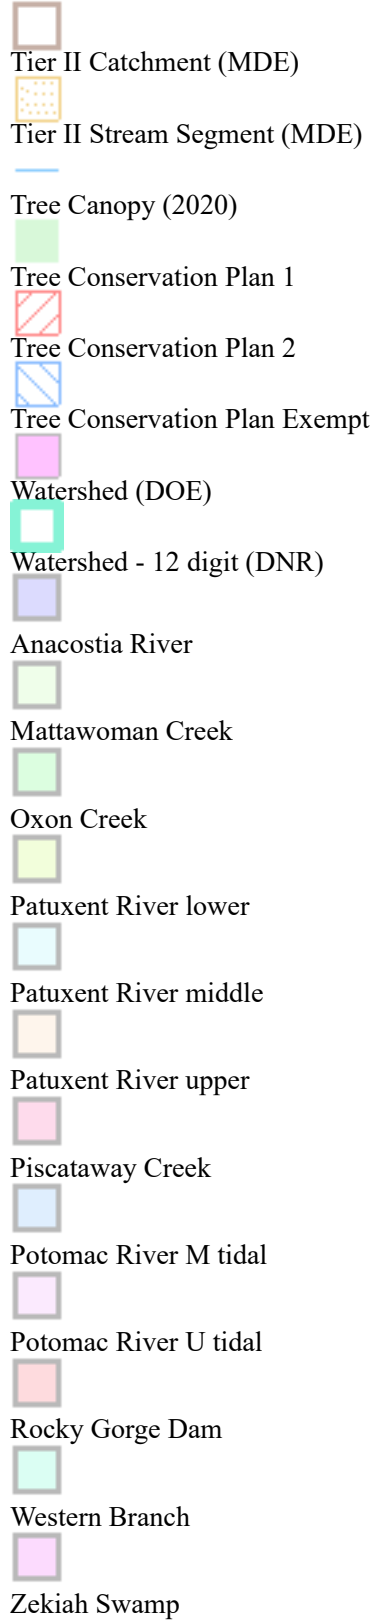 Tier II Catchment (MDE)
Tier II Stream Segment (MDE)
Tree Canopy (2020)
Tree Conservation Plan 1
Tree Conservation Plan 2
Tree Conservation Plan Exempt
Watershed (DOE)
Watershed - 12 digit (DNR)
Anacostia River
Mattawoman Creek
Oxon Creek
Patuxent River lower
Patuxent River middle
Patuxent River upper
Piscataway Creek
Potomac River M tidal
Potomac River U tidal
Rocky Gorge Dam
Western Branch
Zekiah Swamp